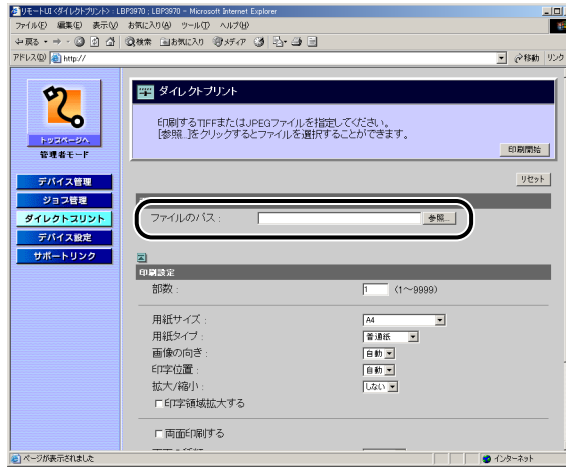 リモートUI <ダイレクトプリント> : LBP3970 ; LBP3970 - Microsoft Internet Explorer
ファイル(F) 編集(E) 表示(V) お気に入り(A) ツール(T) ヘルプ(H)
戻る 検索 お気に入り メディア
アドレス(D) http:// 移動 リンク
ダイレクトプリント
印刷するTIFFまたはJPEGファイルを指定してください。
[参照...]をクリックするとファイルを選択することができます。
印刷開始
トップページへ
管理者モード
リセット
デバイス管理
ジョブ管理
ダイレクトプリント
デバイス設定
サポートリンク
ファイルのパス : 参照...
印刷設定
部数 : 1 (1～9999)
用紙サイズ : A4
用紙タイプ : 普通紙
画像の向き : 自動
印字位置 : 自動
拡大/縮小 : しない
印字領域拡大する
両面印刷する
ページが表示されました インターネット